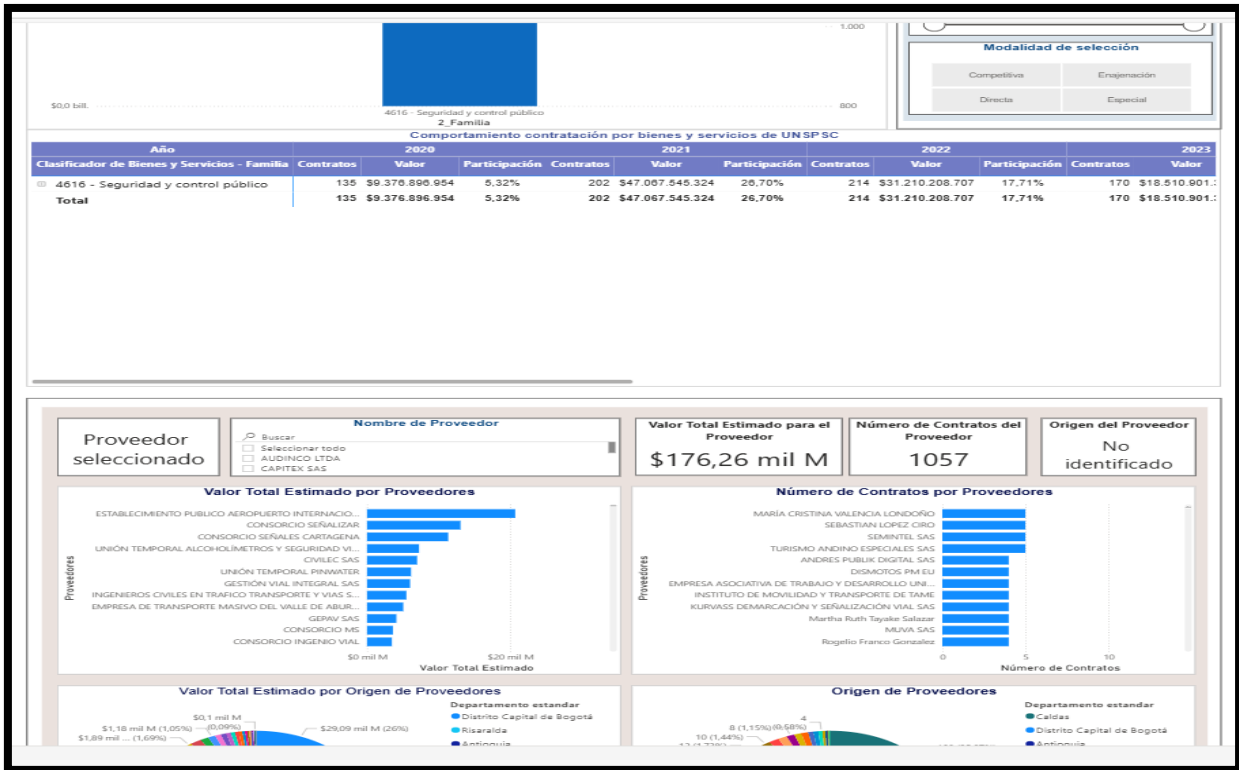 1.000
Modalidad de selección
Competitiva
Enajenación
Directa
Especial
$0,0 bill.
800
4616 - Seguridad y control público
2_Familia
Comportamiento contratación por bienes y servicios de UNSPSC
Año 2020 2021 2022 2023
Clasificador de Bienes y Servicios - Familia Contratos Valor Participación Contratos Valor Participación Contratos Valor Participación Contratos Valor
4616 - Seguridad y control público 135 $9.376.896.954 5,32% 202 $47.067.545.324 26,70% 214 $31.210.208.707 17,71% 170 $18.510.901.
Total 135 $9.376.896.954 5,32% 202 $47.067.545.324 26,70% 214 $31.210.208.707 17,71% 170 $18.510.901.
Proveedor
seleccionado
Nombre de Proveedor
Buscar
Seleccionar todo
AUDINCO LTDA
CAPITEX SAS
Valor Total Estimado para el
Proveedor
$176,26 mil M
Número de Contratos del
Proveedor
1057
Origen del Proveedor
No
identificado
Valor Total Estimado por Proveedores
Proveedores
ESTABLECIMIENTO PUBLICO AEROPUERTO INTERNACIO...
CONSORCIO SEÑALIZAR
CONSORCIO SEÑALES CARTAGENA
UNIÓN TEMPORAL ALCOHOLÍMETROS Y SEGURIDAD VI...
CIVILEC SAS
UNIÓN TEMPORAL PINWATER
GESTIÓN VIAL INTEGRAL SAS
INGENIEROS CIVILES EN TRAFICO TRANSPORTE Y VIAS S...
EMPRESA DE TRANSPORTE MASIVO DEL VALLE DE ABUR...
GEPAV SAS
CONSORCIO MS
CONSORCIO INGENIO VIAL
$0 mil M
$20 mil M
Valor Total Estimado
Número de Contratos por Proveedores
Proveedores
MARÍA CRISTINA VALENCIA LONDOÑO
SEBASTIAN LOPEZ CIRO
SEMINTEL SAS
TURISMO ANDINO ESPECIALES SAS
ANDRES PUBLIK DIGITAL SAS
DISMOTOS PM EU
EMPRESA ASOCIATIVA DE TRABAJO Y DESARROLLO UNI...
INSTITUTO DE MOVILIDAD Y TRANSPORTE DE TAME
KURVASS DEMARCACIÓN Y SEÑALIZACIÓN VIAL SAS
Martha Ruth Tayake Salazar
MUVA SAS
Rogelio Franco Gonzalez
0
5
10
Número de Contratos
Valor Total Estimado por Origen de Proveedores
$0,1 mil M
(0,09%)
$1,18 mil M (1,05%)
$1,89 mil ... (1,69%)
$29,09 mil M (26%)
Departamento estandar
Distrito Capital de Bogotá
Risaralda
Antioquia
Origen de Proveedores
4
(0,58%)
8 (1,15%)
10 (1,44%)
Departamento estandar
Caldas
Distrito Capital de Bogotá
Antioquia